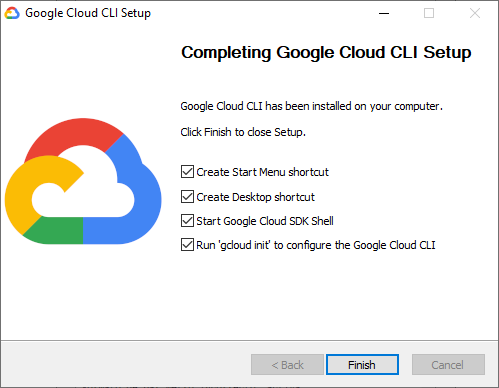 Google Cloud CLI Setup
Completing Google Cloud CLI Setup
Google Cloud CLI has been installed on your computer.
Click Finish to close Setup.
Create Start Menu shortcut
Create Desktop shortcut
Start Google Cloud SDK Shell
Run 'gcloud init' to configure the Google Cloud CLI
< Back
Finish
Cancel